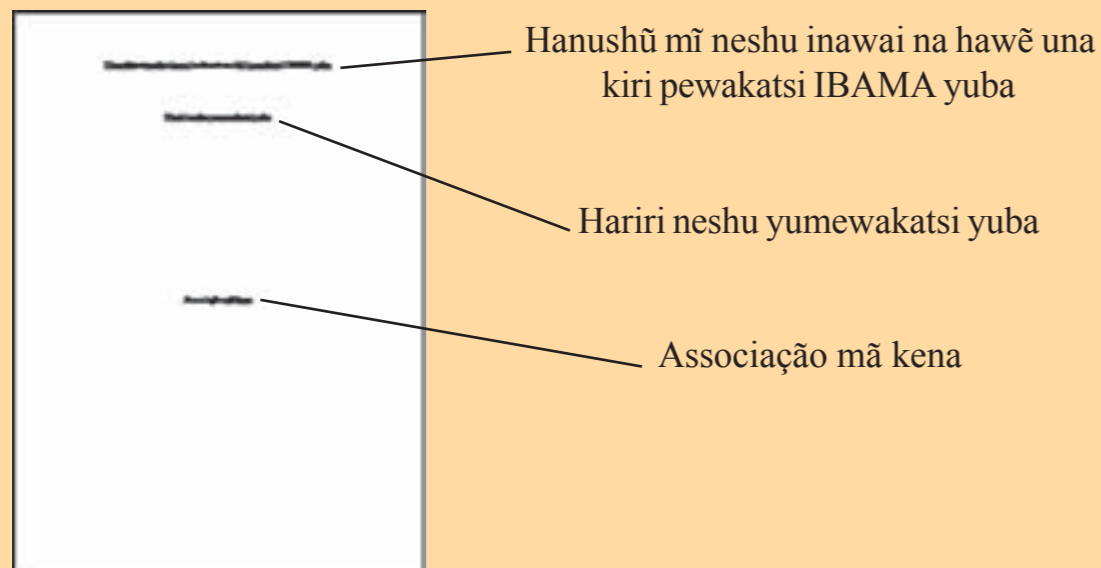 Hanushũ mĩ neshu inawai na hawẽ una
kiri pewakatsi IBAMA yuba
Hariri neshu yumewakatsi yuba
Associação mã kena